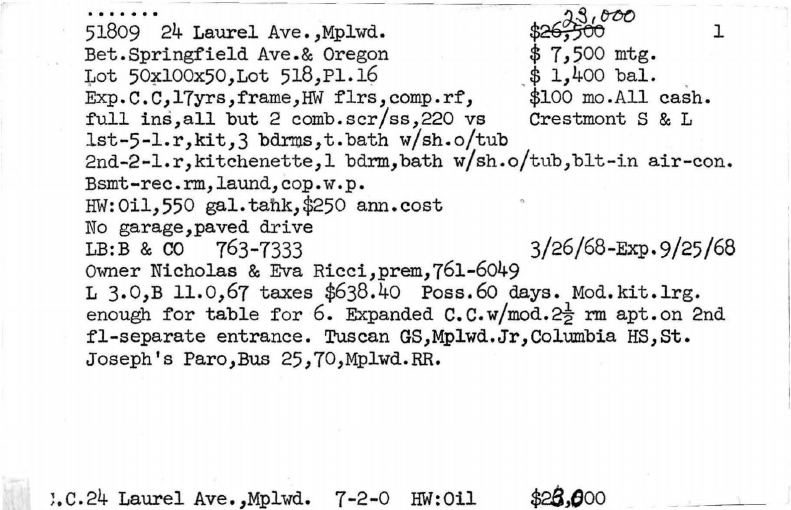 .......
23,000
51809 24 Laurel Ave.,Mplwd. $26,500 1
Bet.Springfield Ave.& Oregon $ 7,500 mtg.
Lot 50x100x50,Lot 518,Pl.16 $ 1,400 bal.
Exp.C.C,17yrs,frame,HW flrs,comp.rf, $100 mo.All cash.
full ins,all but 2 comb.scr/ss,220 vs Crestmont S & L
1st-5-l.r,kit,3 bdrms,t.bath w/sh.o/tub
2nd-2-l.r,kitchenette,1 bdrm,bath w/sh.o/tub,blt-in air-con.
Bsmt-rec.rm,laund,cop.w.p.
HW:Oil,550 gal.tank,$250 ann.cost
No garage,paved drive
LB:B & CO 763-7333 3/26/68-Exp.9/25/68
Owner Nicholas & Eva Ricci,prem,761-6049
L 3.0,B 11.0,67 taxes $638.40 Poss.60 days. Mod.kit.lrg.
enough for table for 6. Expanded C.C.w/mod.2½ rm apt.on 2nd
fl-separate entrance. Tuscan GS,Mplwd.Jr,Columbia HS,St.
Joseph's Paro,Bus 25,70,Mplwd.RR.
.C.24 Laurel Ave.,Mplwd. 7-2-0 HW:Oil $23,000